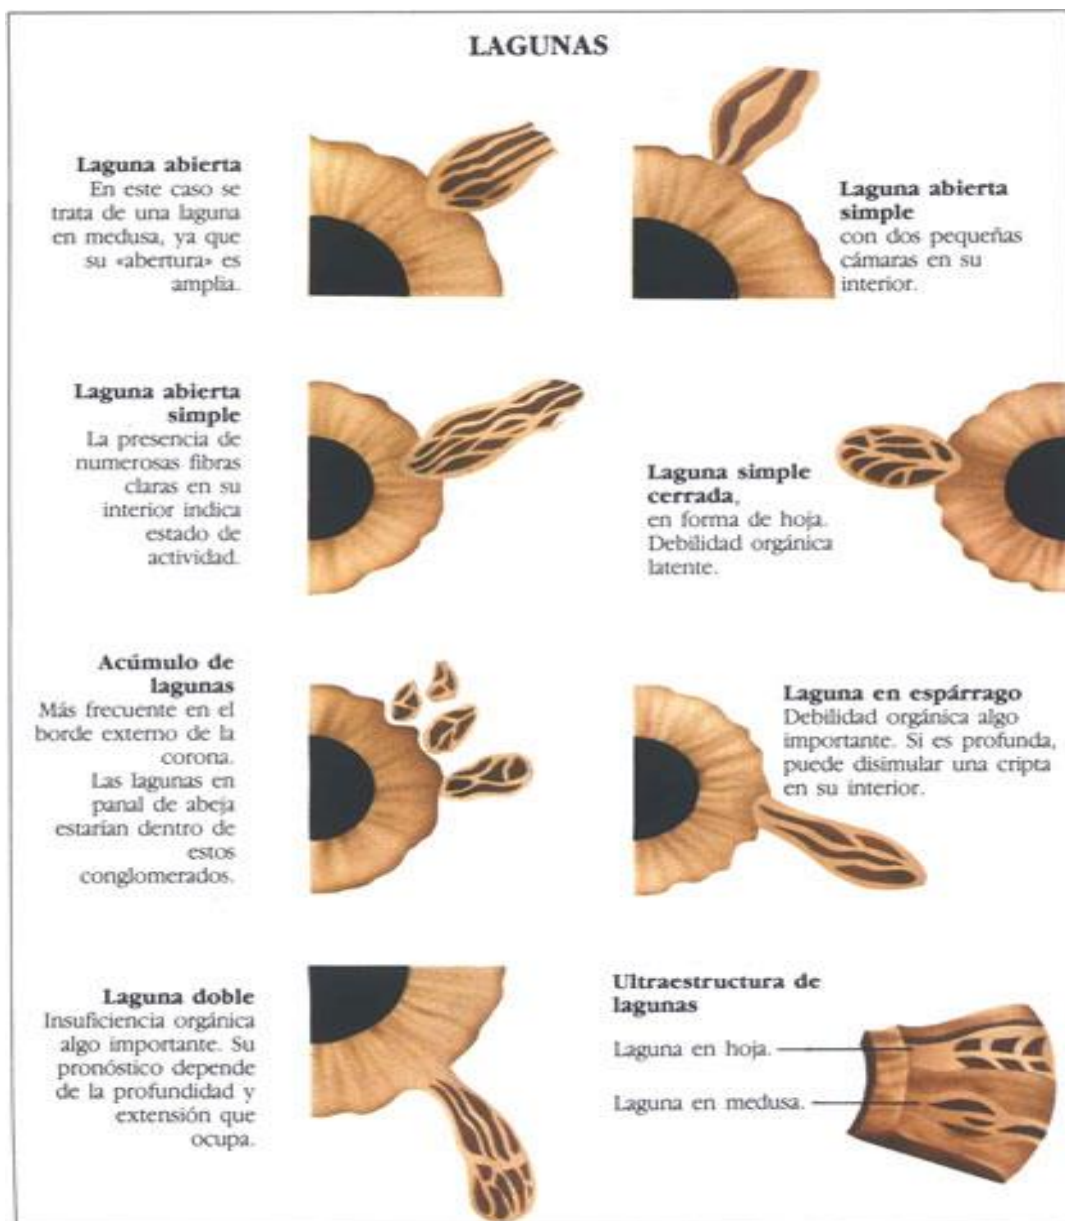 LAGUNAS
Laguna abierta
En este caso se
trata de una laguna
en medusa, ya que
su «abertura» es
amplia.
Laguna abierta
simple
con dos pequeñas
cámaras en su
interior.
Laguna abierta
simple
La presencia de
numerosas fibras
claras en su
interior indica
estado de
actividad.
Laguna simple
cerrada,
en forma de hoja.
Debilidad orgánica
latente.
Acúmulo de
lagunas
Más frecuente en el
borde externo de la
corona.
Las lagunas en
panal de abeja
estarían dentro de
estos
conglomerados.
Laguna en espárrago
Debilidad orgánica algo
importante. Si es profunda,
puede disimular una cripta
en su interior.
Laguna doble
Insuficiencia orgánica
algo importante. Su
pronóstico depende
de la profundidad y
extensión que
ocupa.
Ultraestructura de
lagunas
Laguna en hoja.
Laguna en medusa.